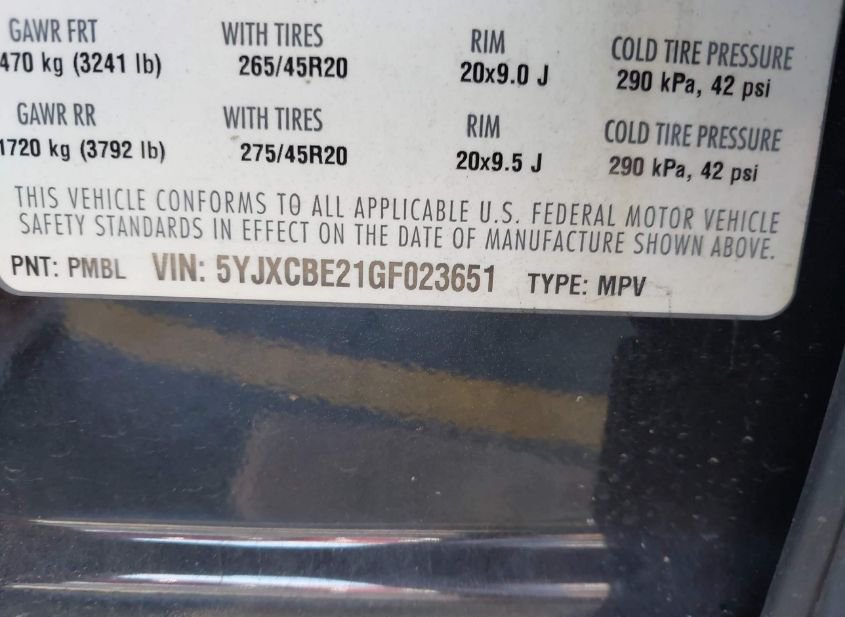 GAWR FRT WITH TIRES RIM COLD TIRE PRESSURE
470 kg (3241 lb) 265/45R20 20x9.0 J 290 kPa, 42 psi
GAWR RR WITH TIRES RIM COLD TIRE PRESSURE
1720 kg (3792 lb) 275/45R20 20x9.5 J 290 kPa, 42 psi
THIS VEHICLE CONFORMS TO ALL APPLICABLE U.S. FEDERAL MOTOR VEHICLE
SAFETY STANDARDS IN EFFECT ON THE DATE OF MANUFACTURE SHOWN ABOVE.
PNT: PMBL VIN: 5YJXCBE21GF023651 TYPE: MPV